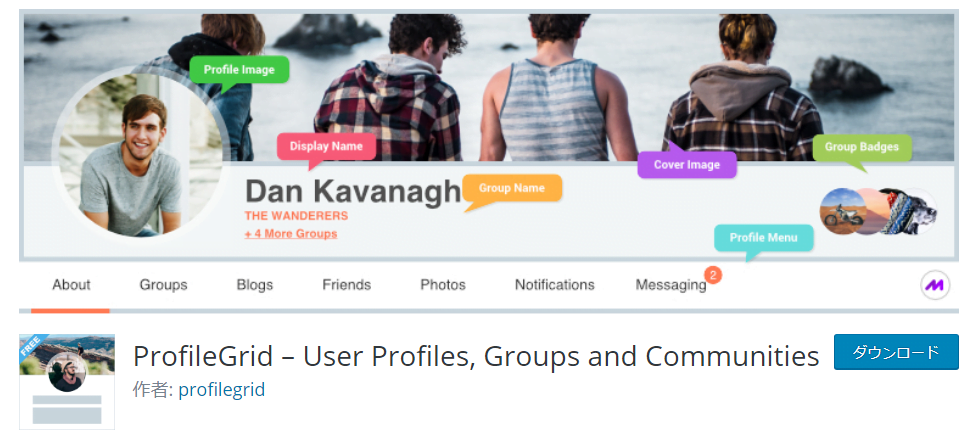 Profile Image
Display Name
Cover Image
Group Badges
Dan Kavanagh
Group Name
THE WANDERERS
+ 4 More Groups
Profile Menu
About
Groups
Blogs
Friends
Photos
Notifications
Messaging
2
M
FREE
ProfileGrid – User Profiles, Groups and Communities
ダウンロード
作者: profilegrid